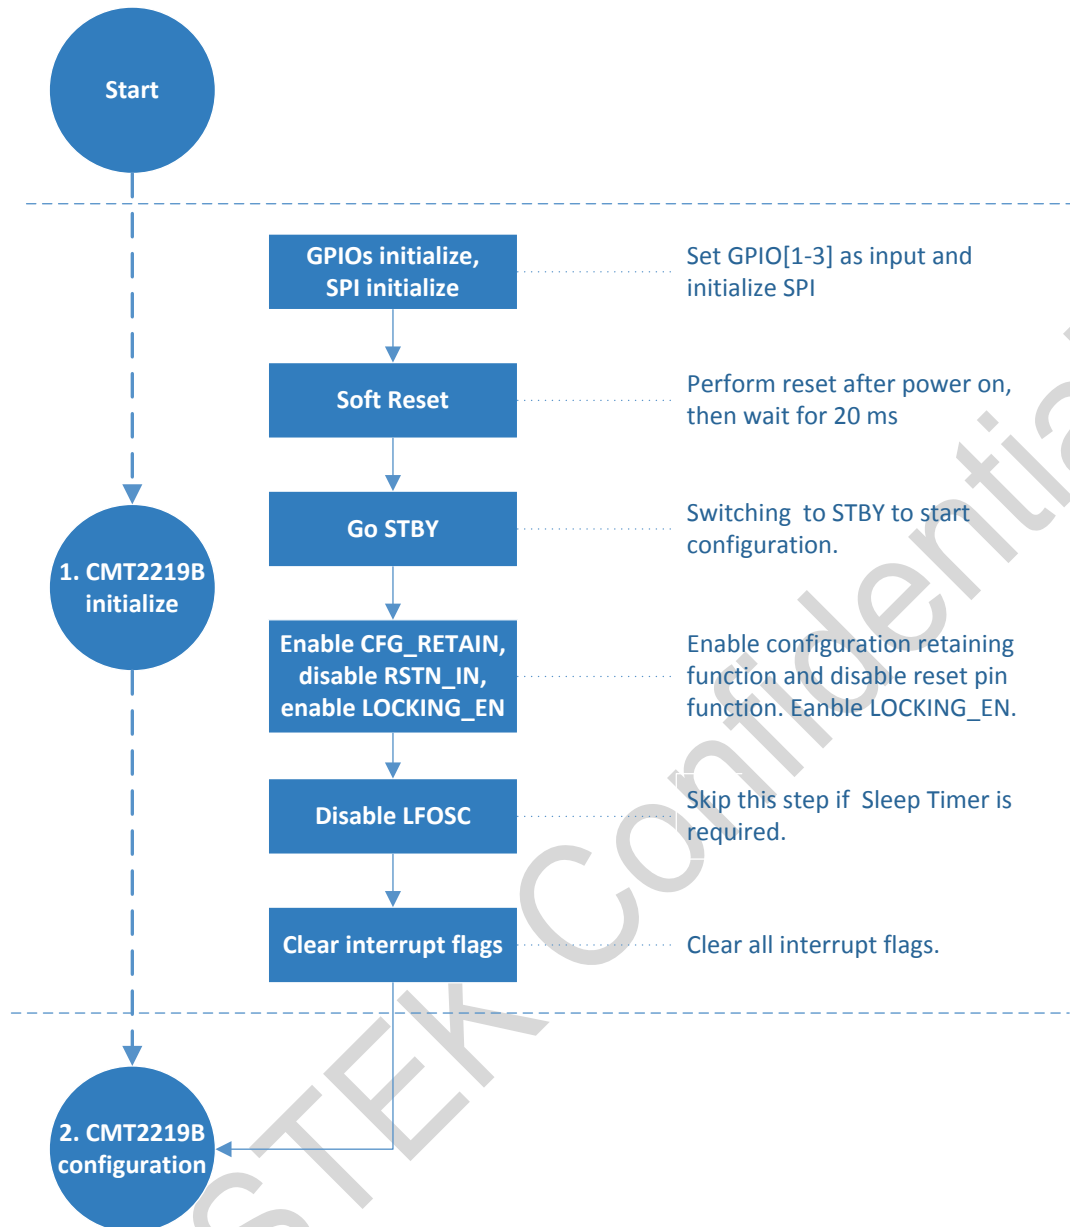 Start
GPIOs initialize,
SPI initialize
Set GPIO[1-3] as input and
initialize SPI
Soft Reset
Perform reset after power on,
then wait for 20 ms
Go STBY
Switching to STBY to start
configuration.
1. CMT2219B
initialize
Enable CFG_RETAIN,
disable RSTN_IN,
enable LOCKING_EN
Enable configuration retaining
function and disable reset pin
function. Eanble LOCKING_EN.
Disable LFOSC
Skip this step if Sleep Timer is
required.
Clear interrupt flags
Clear all interrupt flags.
2. CMT2219B
configuration
STEK Confidentia